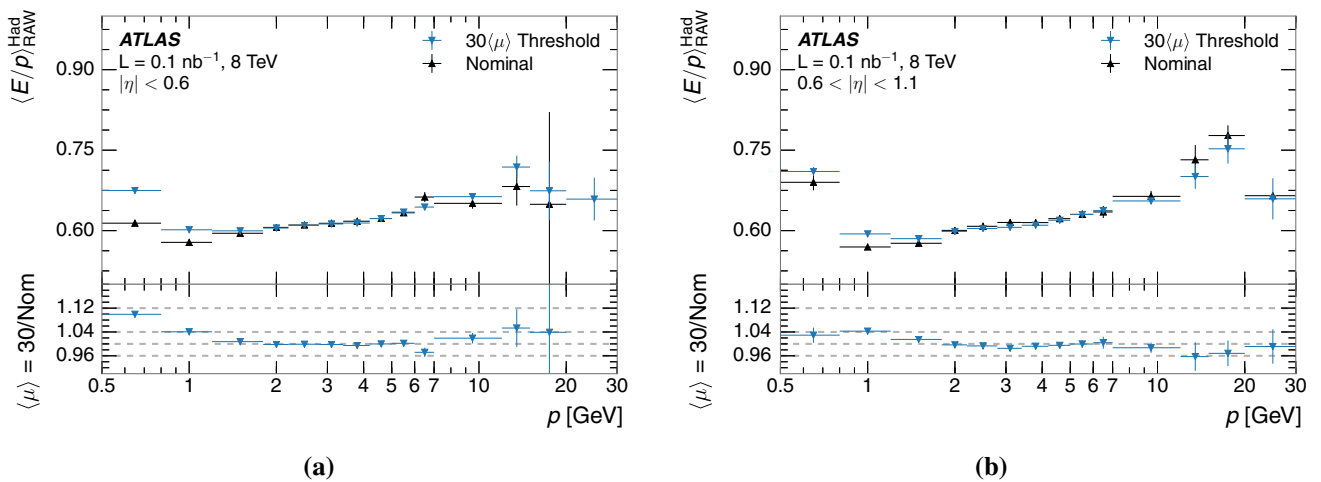 ⟨E/p⟩^Had_RAW
ATLAS
L = 0.1 nb⁻¹, 8 TeV
|η| < 0.6
30⟨μ⟩ Threshold
Nominal
0.90
0.75
0.60
⟨μ⟩ = 30/Nom
1.12
1.04
0.96
0.5 1 2 3 4 5 6 7 10 20 30
p [GeV]
(a)
⟨E/p⟩^Had_RAW
ATLAS
L = 0.1 nb⁻¹, 8 TeV
0.6 < |η| < 1.1
30⟨μ⟩ Threshold
Nominal
0.90
0.75
0.60
⟨μ⟩ = 30/Nom
1.12
1.04
0.96
0.5 1 2 3 4 5 6 7 10 20 30
p [GeV]
(b)